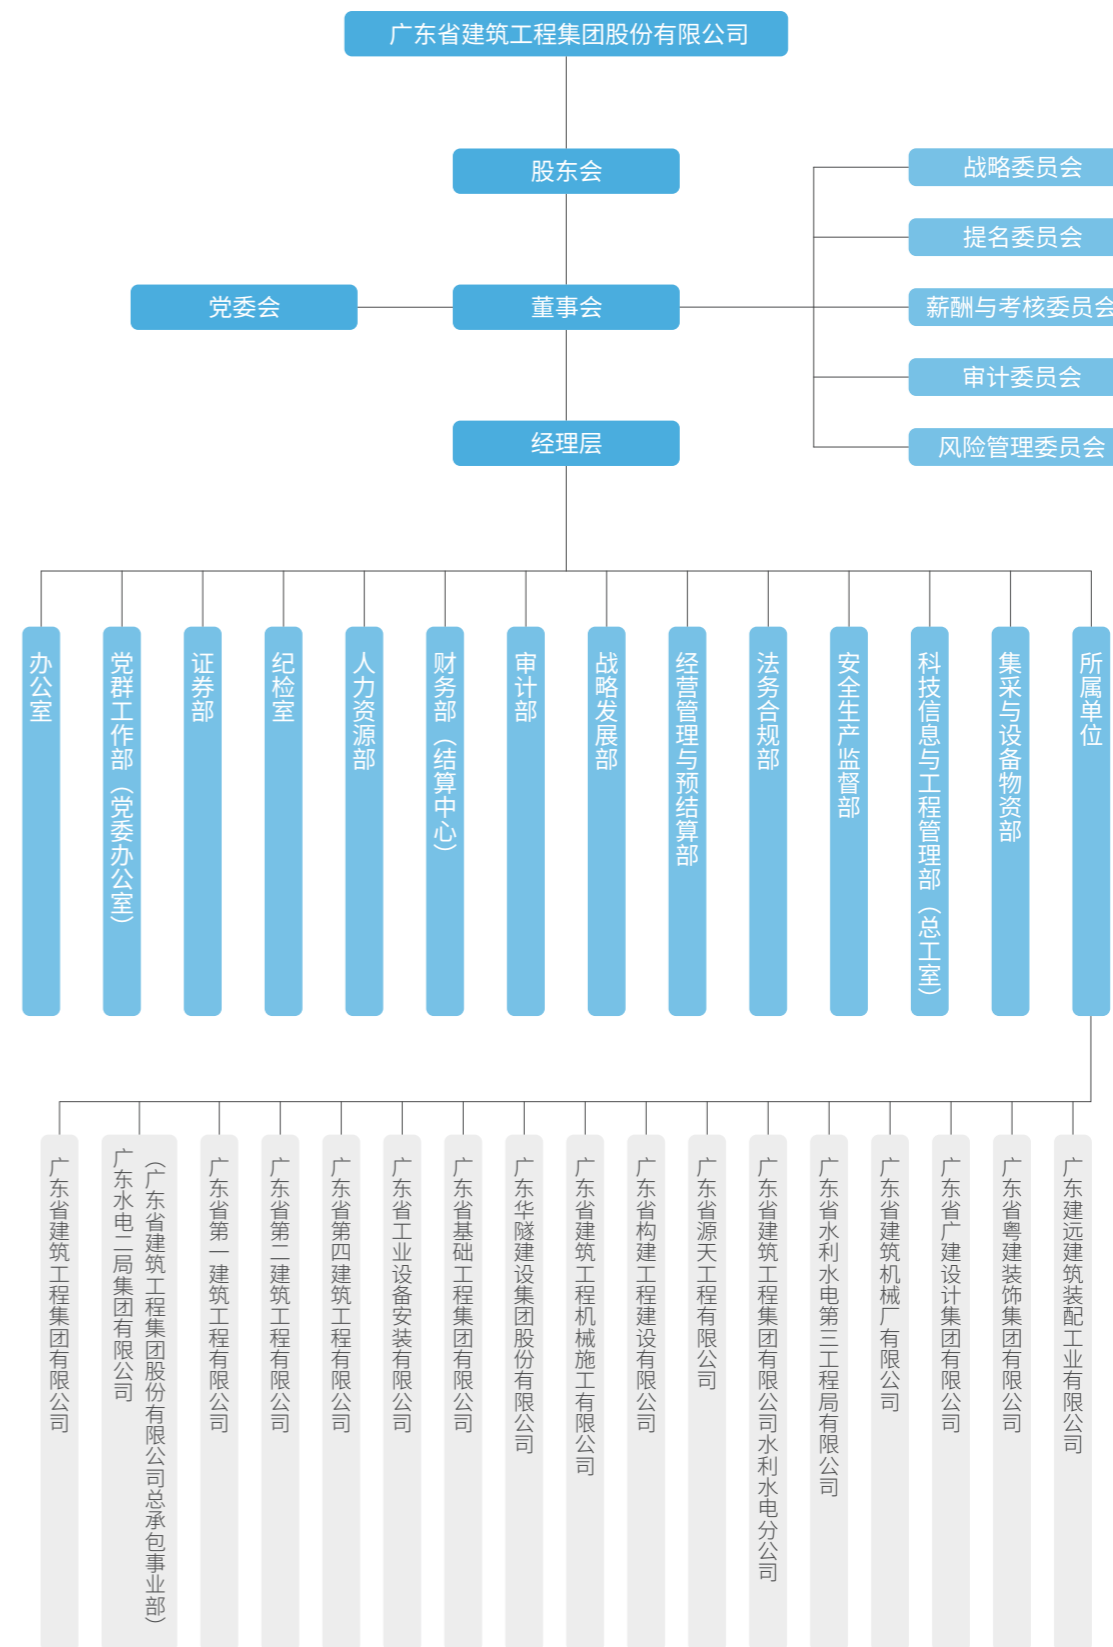 广东省建筑工程集团股份有限公司
股东会
战略委员会
提名委员会
党委会
董事会
薪酬与考核委员会
审计委员会
经理层
风险管理委员会
办公室
党群工作部（党委办公室）
证券部
纪检室
人力资源部
财务部（结算中心）
审计部
战略发展部
经营管理与预结算部
法务合规部
安全生产监督部
科技信息与工程管理部（总工室）
集采与设备物资部
所属单位
广东省建筑工程集团有限公司
广东水电二局集团有限公司
（广东省建筑工程集团股份有限公司总承包事业部）
广东省第一建筑工程有限公司
广东省第二建筑工程有限公司
广东省第四建筑工程有限公司
广东省工业设备安装有限公司
广东省基础工程集团有限公司
广东华隧建设集团股份有限公司
广东省建筑工程机械施工有限公司
广东省构建工程建设有限公司
广东省源天工程有限公司
广东省建筑工程集团有限公司水利水电分公司
广东省水利水电第三工程局有限公司
广东省建筑机械厂有限公司
广东省广建设计集团有限公司
广东省粤建装饰集团有限公司
广东建远建筑装配工业有限公司